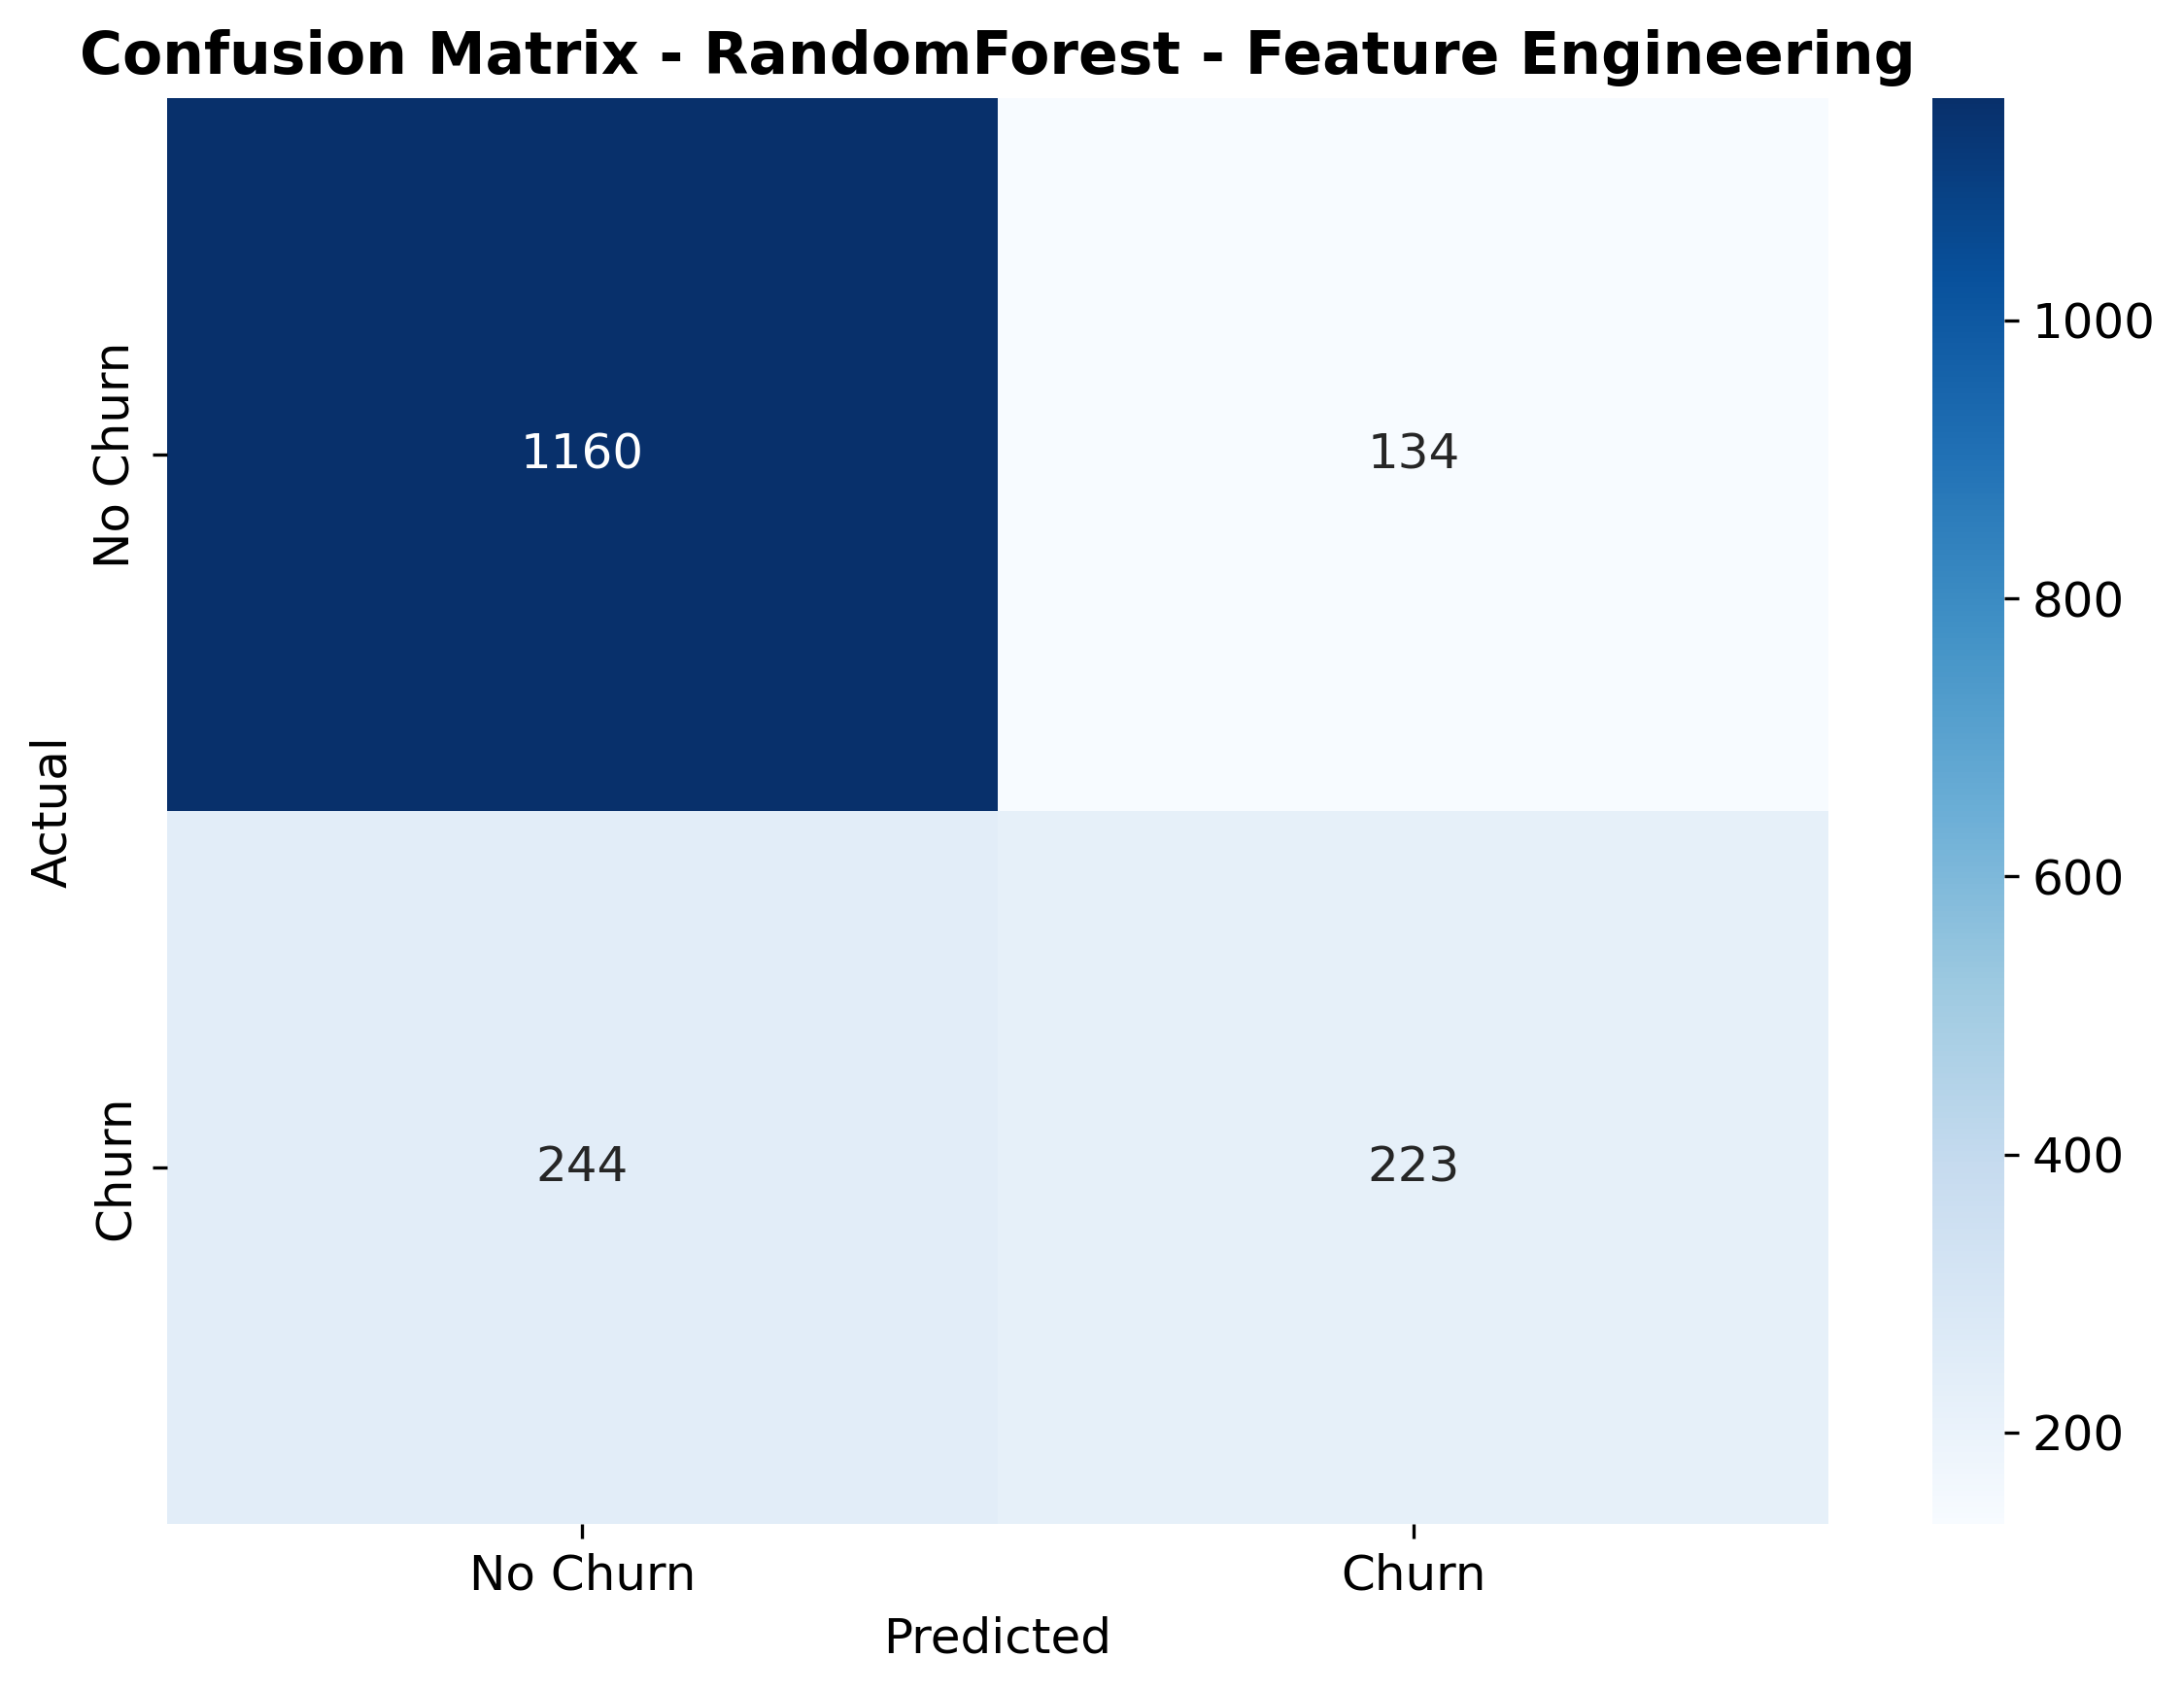 Confusion Matrix - RandomForest - Feature Engineering
No Churn
1160
134
1000
800
Actual
600
Churn
244
223
400
200
No Churn
Churn
Predicted